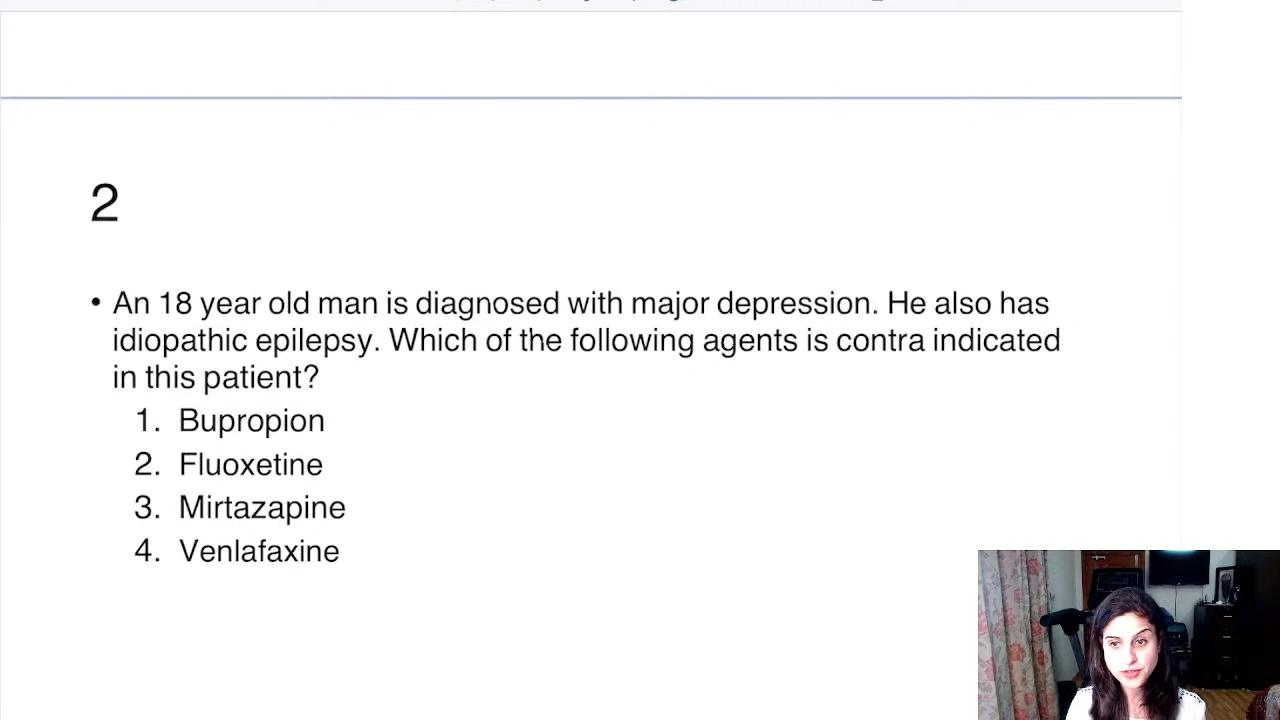 2
• An 18 year old man is diagnosed with major depression. He also has
idiopathic epilepsy. Which of the following agents is contra indicated
in this patient?
1. Bupropion
2. Fluoxetine
3. Mirtazapine
4. Venlafaxine